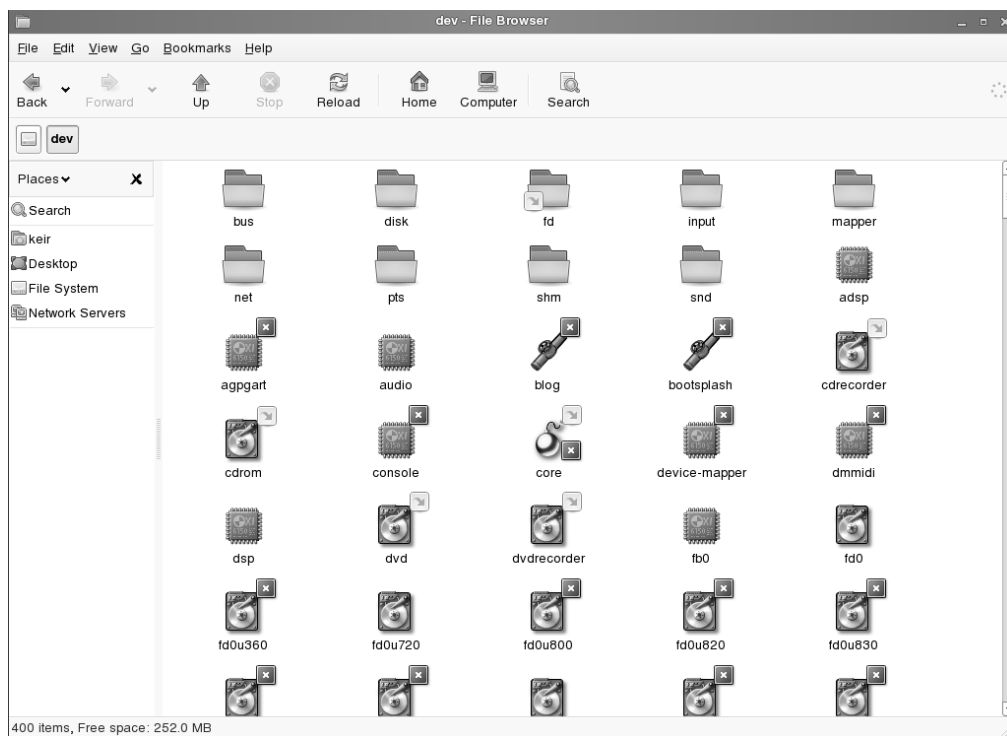 dev - File Browser
File Edit View Go Bookmarks Help
Back Forward Up Stop Reload Home Computer Search
dev
Places
Search
keir
Desktop
File System
Network Servers
bus disk fd input mapper
net pts shm snd adsp
agpgart audio blog bootsplash cdrecorder
cdrom console core device-mapper dmmidi
dsp dvd dvdrecorder fb0 fd0
fd0u360 fd0u720 fd0u800 fd0u820 fd0u830
400 items, Free space: 252.0 MB